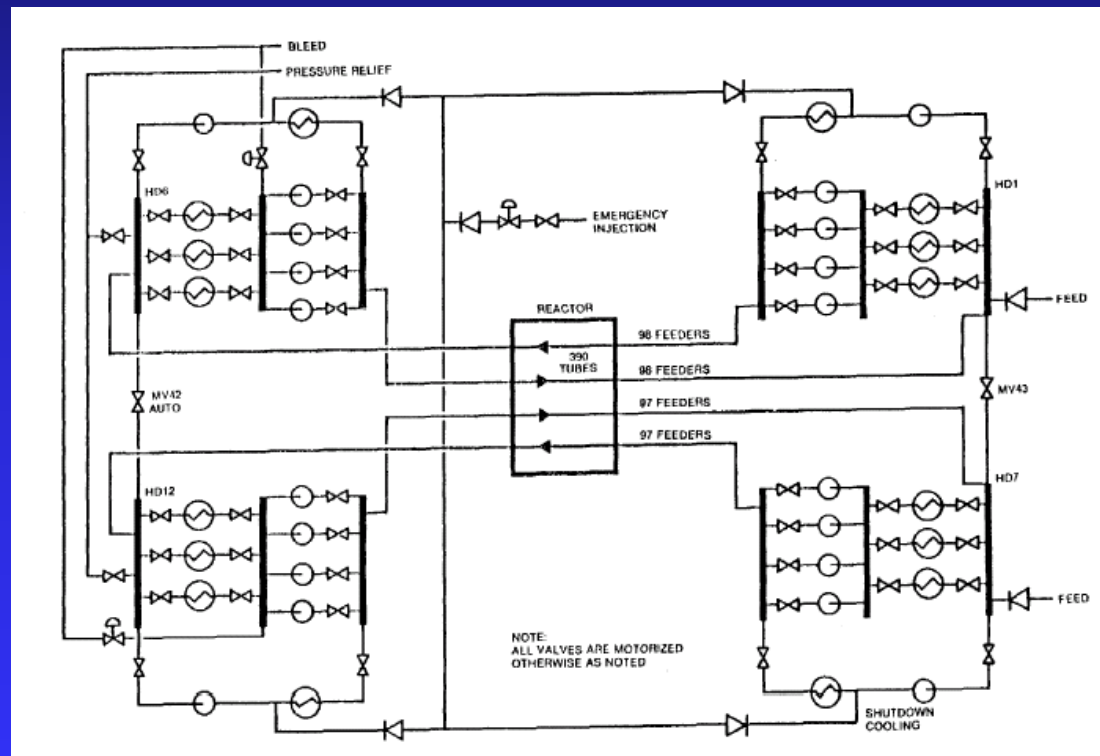 BLEED
PRESSURE RELIEF
HD6
HD1
EMERGENCY
INJECTION
REACTOR
FEED
98 FEEDERS
390
TUBES
98 FEEDERS
MV42
AUTO
MV43
97 FEEDERS
97 FEEDERS
HD12
HD7
FEED
NOTE:
ALL VALVES ARE MOTORIZED
OTHERWISE AS NOTED
SHUTDOWN
COOLING